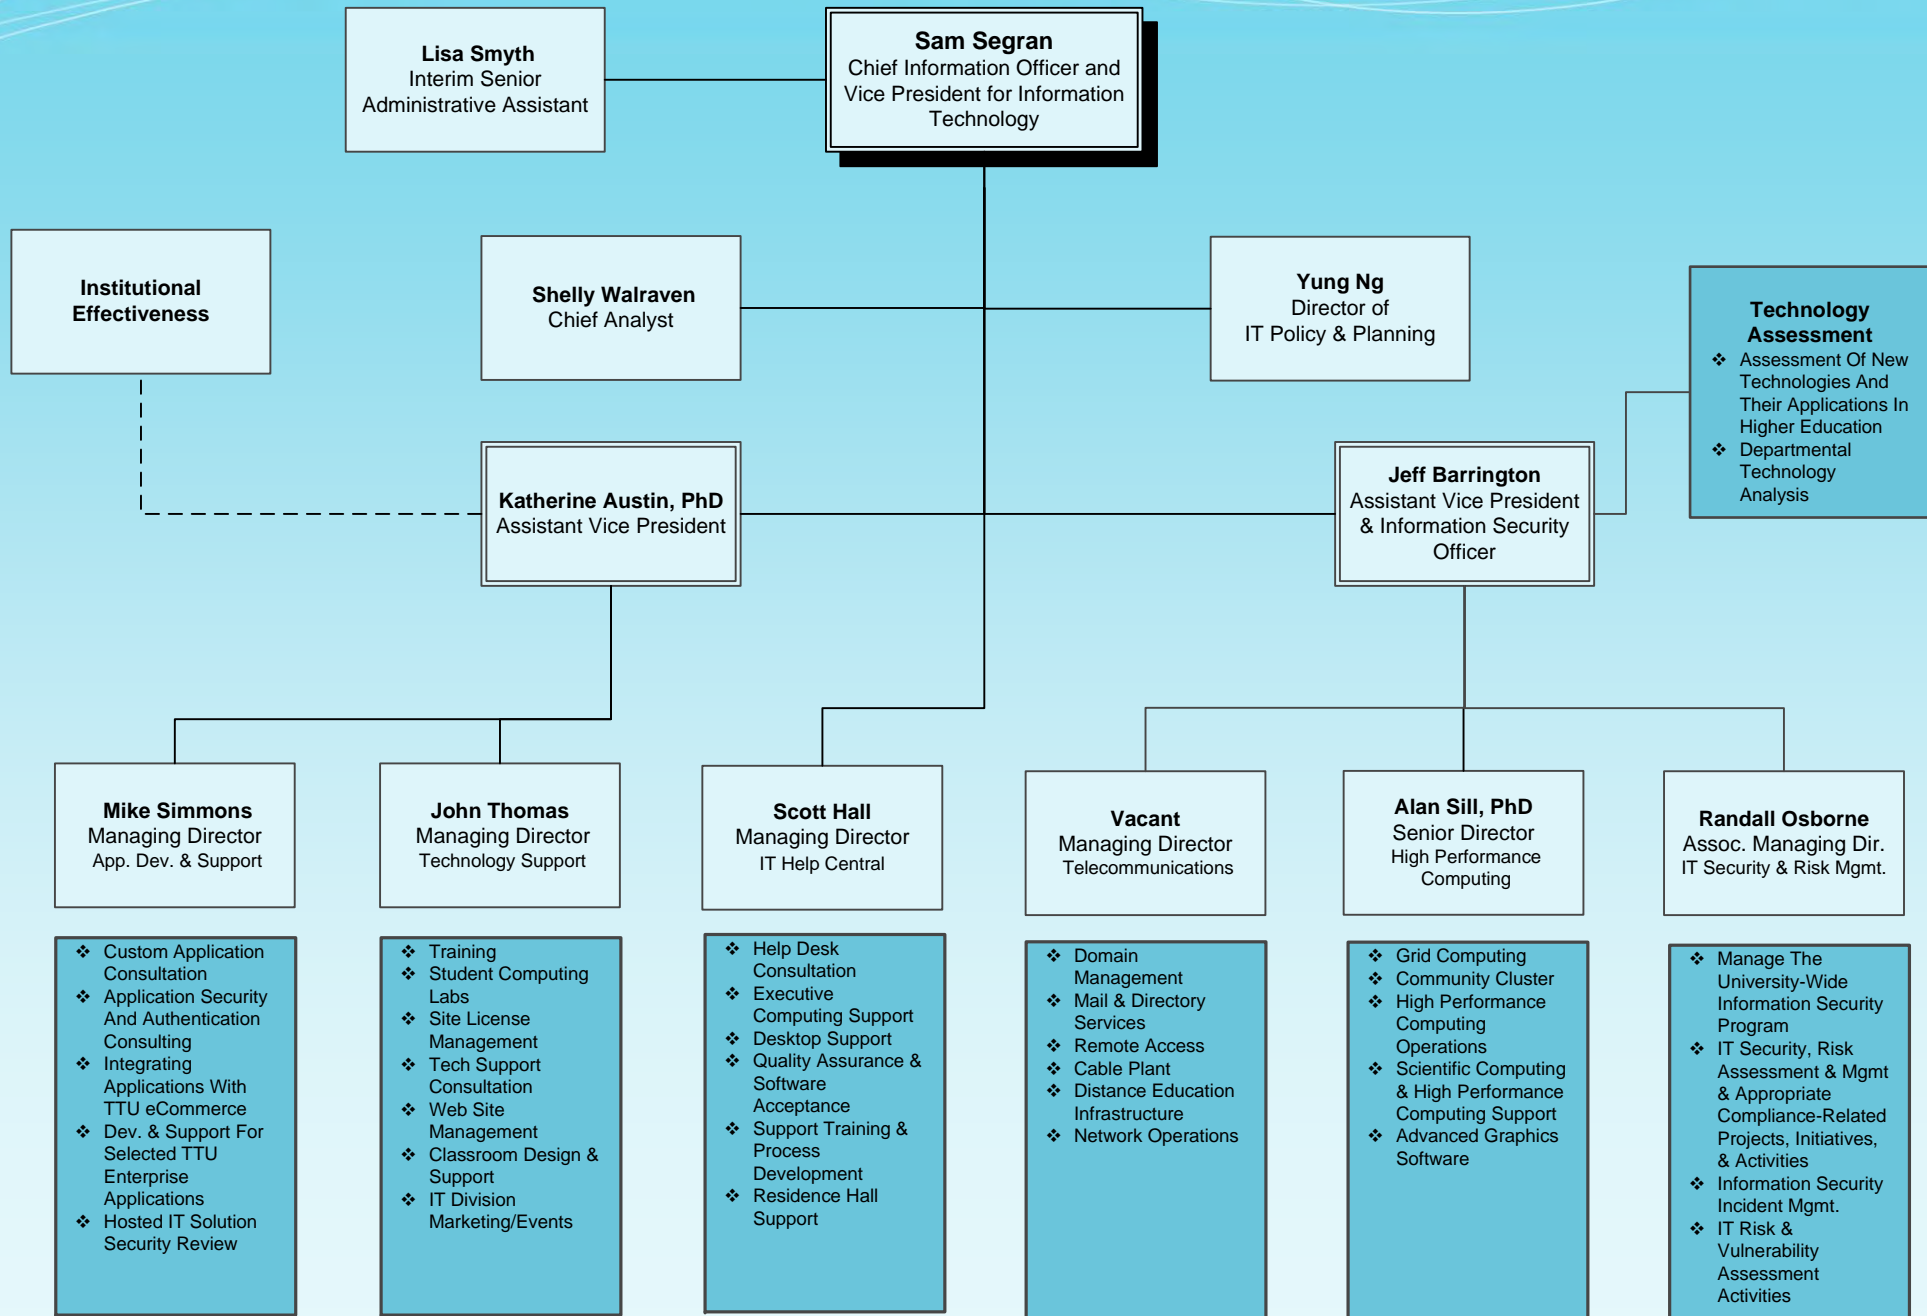 Lisa Smyth
Interim Senior
Administrative Assistant
Sam Segran
Chief Information Officer and
Vice President for Information
Technology
Institutional
Effectiveness
Shelly Walraven
Chief Analyst
Yung Ng
Director of
IT Policy & Planning
Technology
Assessment
❖ Assessment Of New
Technologies And
Their Applications In
Higher Education
❖ Departmental
Technology
Analysis
Katherine Austin, PhD
Assistant Vice President
Jeff Barrington
Assistant Vice President
& Information Security
Officer
Mike Simmons
Managing Director
App. Dev. & Support
John Thomas
Managing Director
Technology Support
Scott Hall
Managing Director
IT Help Central
Vacant
Managing Director
Telecommunications
Alan Sill, PhD
Senior Director
High Performance
Computing
Randall Osborne
Assoc. Managing Dir.
IT Security & Risk Mgmt.
❖ Custom Application
Consultation
❖ Application Security
And Authentication
Consulting
❖ Integrating
Applications With
TTU eCommerce
❖ Dev. & Support For
Selected TTU
Enterprise
Applications
❖ Hosted IT Solution
Security Review
❖ Training
❖ Student Computing
Labs
❖ Site License
Management
❖ Tech Support
Consultation
❖ Web Site
Management
❖ Classroom Design &
Support
❖ IT Division
Marketing/Events
❖ Help Desk
Consultation
❖ Executive
Computing Support
❖ Desktop Support
❖ Quality Assurance &
Software
Acceptance
❖ Support Training &
Process
Development
❖ Residence Hall
Support
❖ Domain
Management
❖ Mail & Directory
Services
❖ Remote Access
❖ Cable Plant
❖ Distance Education
Infrastructure
❖ Network Operations
❖ Grid Computing
❖ Community Cluster
❖ High Performance
Computing
Operations
❖ Scientific Computing
& High Performance
Computing Support
❖ Advanced Graphics
Software
❖ Manage The
University-Wide
Information Security
Program
❖ IT Security, Risk
Assessment & Mgmt
& Appropriate
Compliance-Related
Projects, Initiatives,
& Activities
❖ Information Security
Incident Mgmt.
❖ IT Risk &
Vulnerability
Assessment
Activities